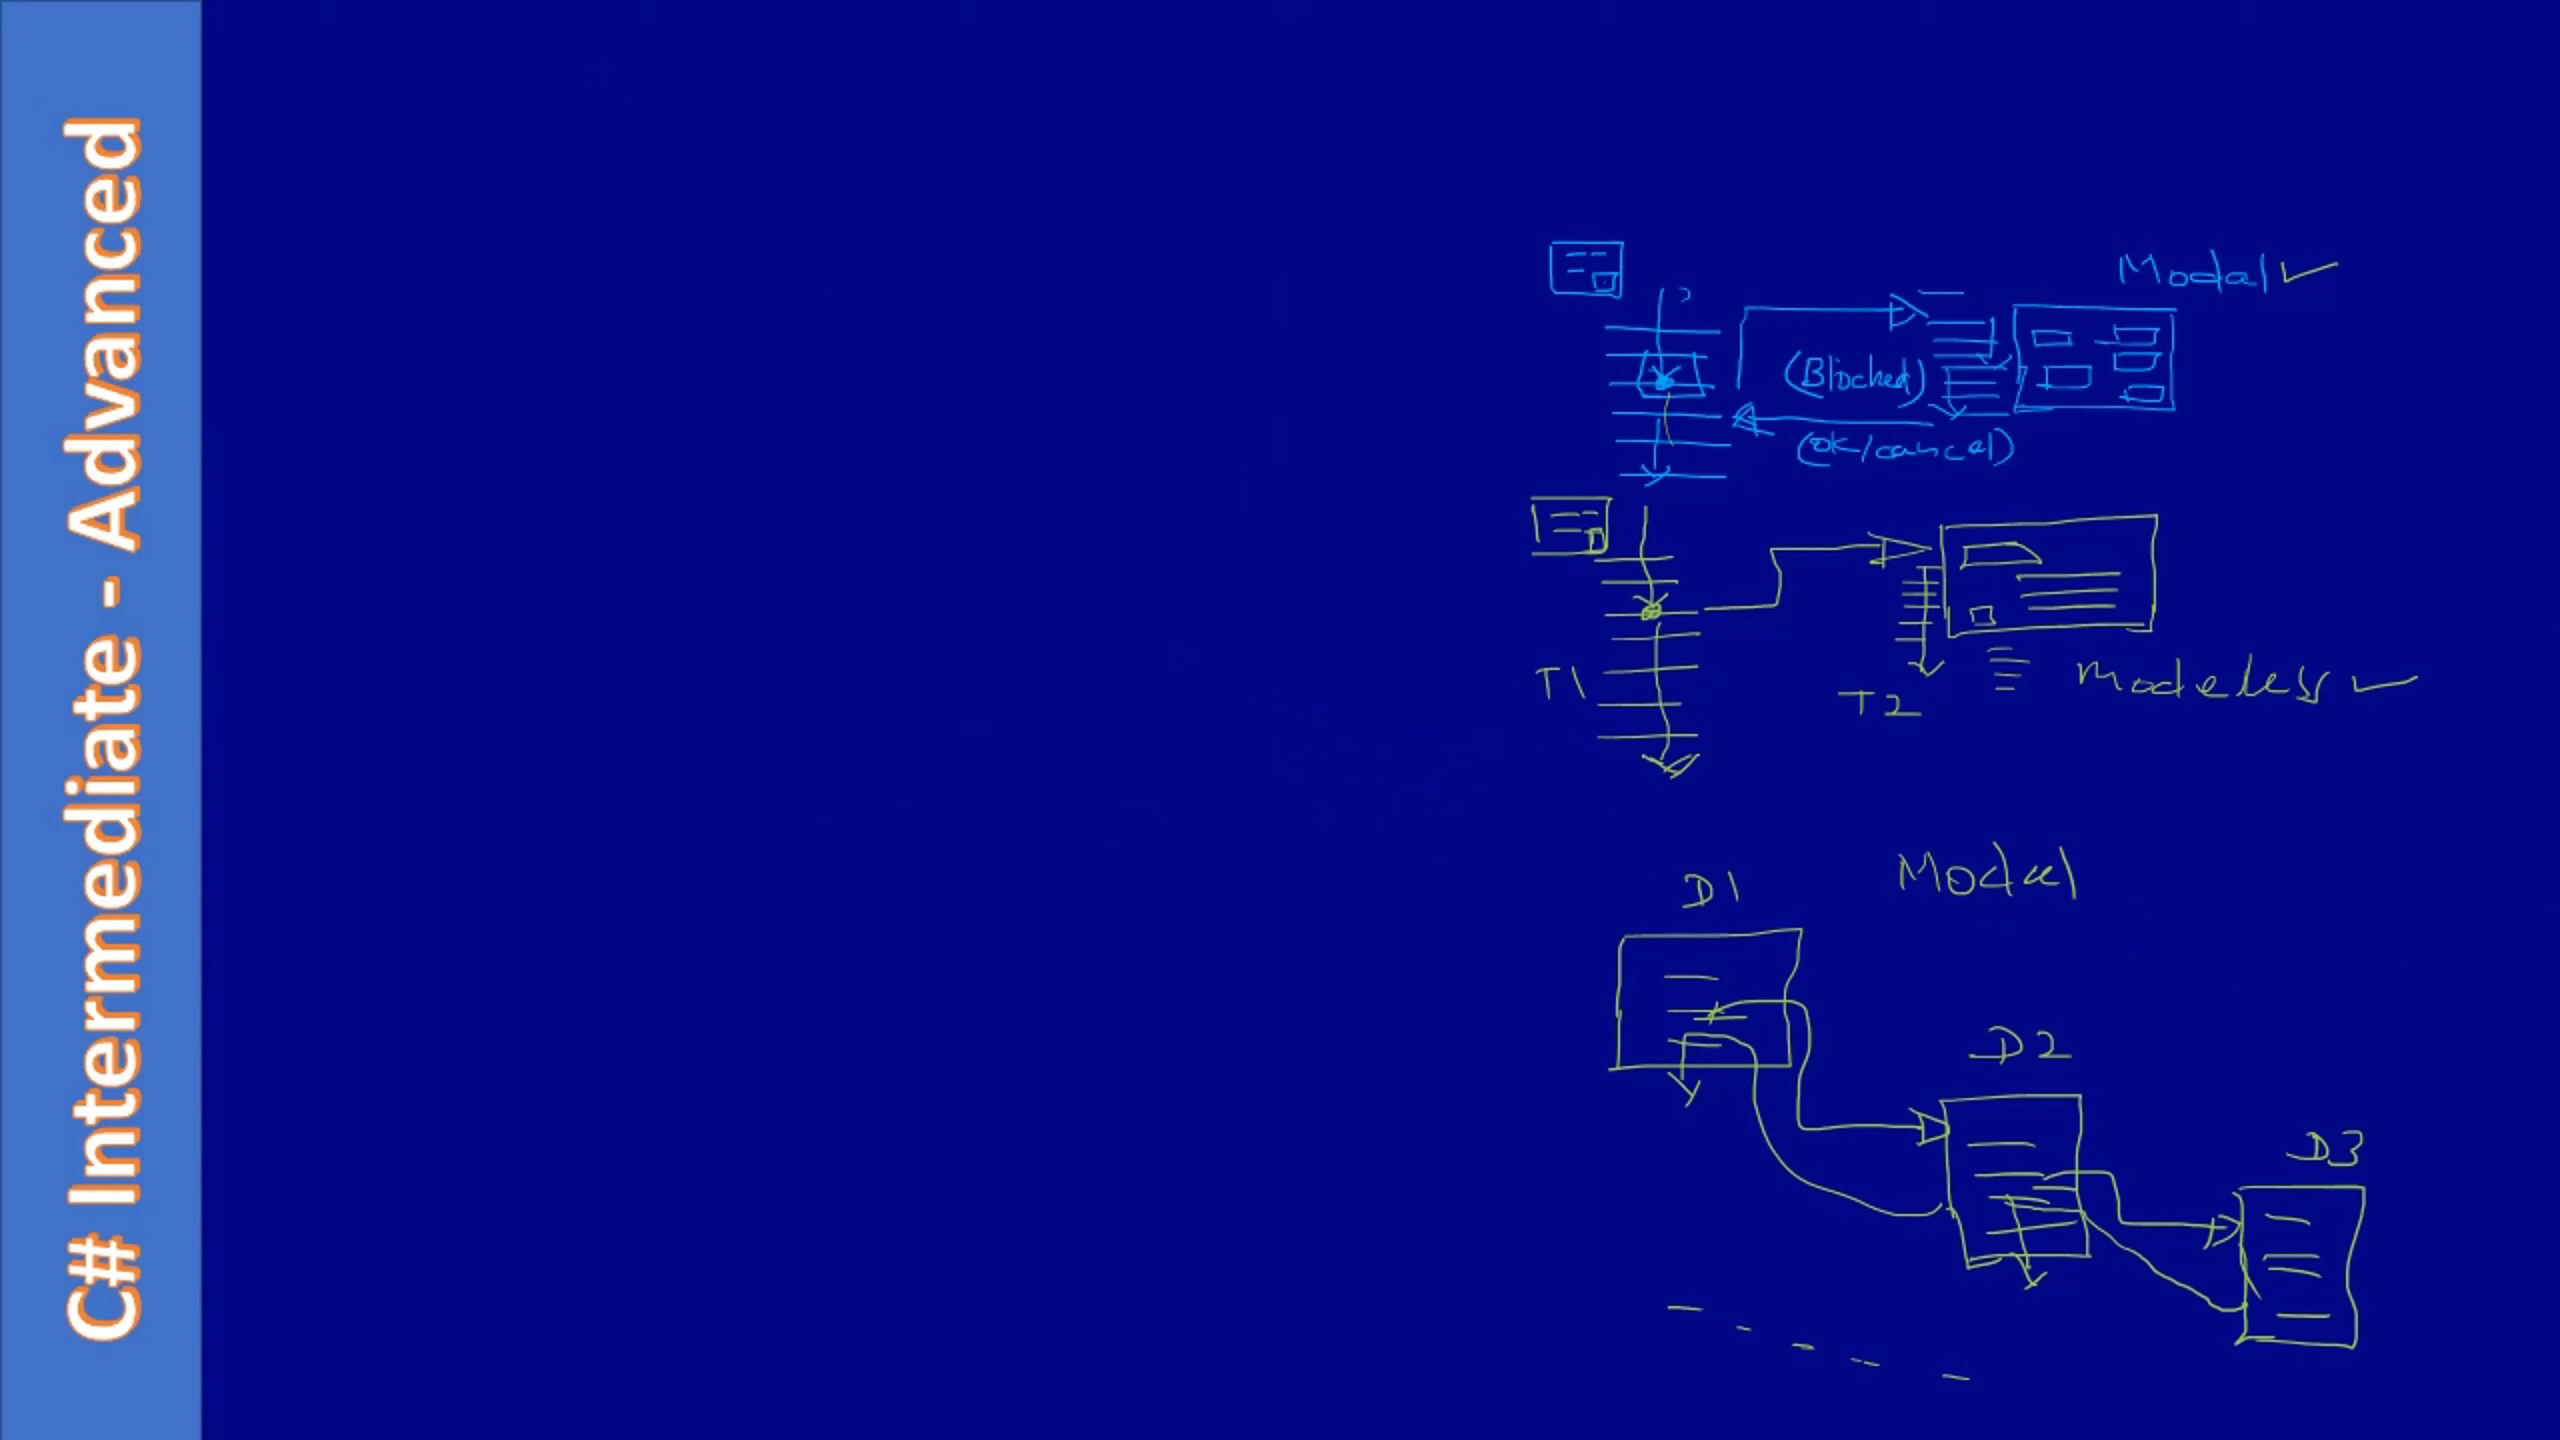 C# Intermediate - Advanced
Modal
(Blocked)
(ok/cancel)
T1
T2
Modeless
Modal
D1
D2
D3